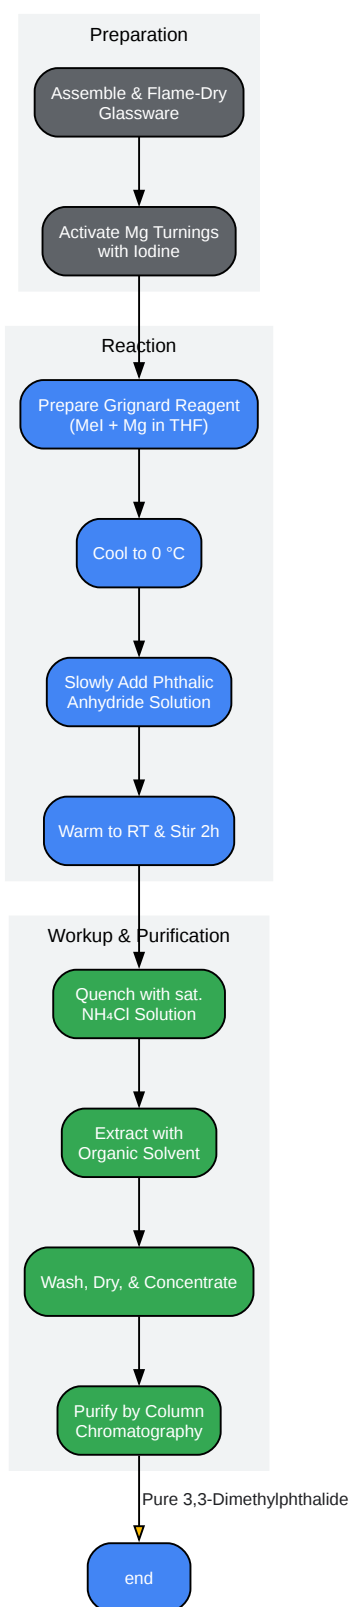 Preparation
Assemble & Flame-Dry
Glassware
Activate Mg Turnings
with Iodine
Reaction
Prepare Grignard Reagent
(MeI + Mg in THF)
Cool to 0 °C
Slowly Add Phthalic
Anhydride Solution
Warm to RT & Stir 2h
Workup & Purification
Quench with sat.
NH₄Cl Solution
Extract with
Organic Solvent
Wash, Dry, & Concentrate
Purify by Column
Chromatography
Pure 3,3-Dimethylphthalide
end